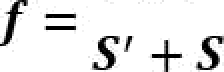 f =
S′ + S